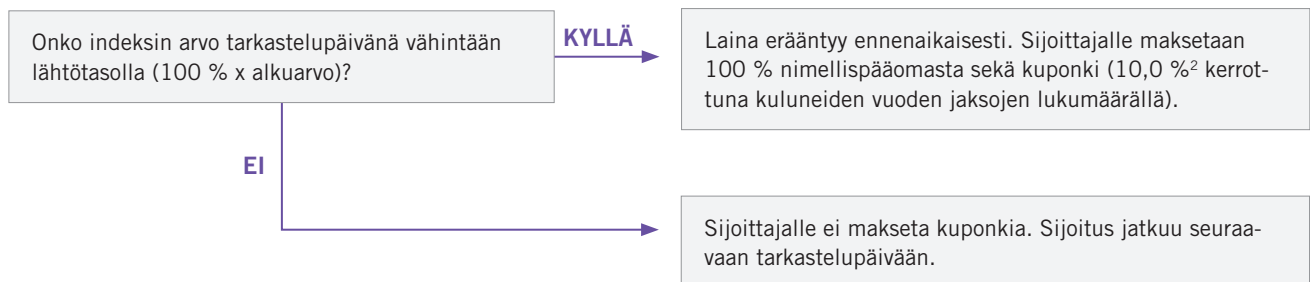 Onko indeksin arvo tarkastelupäivänä vähintään
lähtötasolla (100 % x alkuarvo)?
KYLLÄ
Laina erääntyy ennenaikaisesti. Sijoittajalle maksetaan
100 % nimellispääomasta sekä kuponki (10,0 %² kerrot-
tuna kuluneiden vuoden jaksojen lukumäärällä).
EI
Sijoittajalle ei makseta kuponkia. Sijoitus jatkuu seuraa-
vaan tarkastelupäivään.